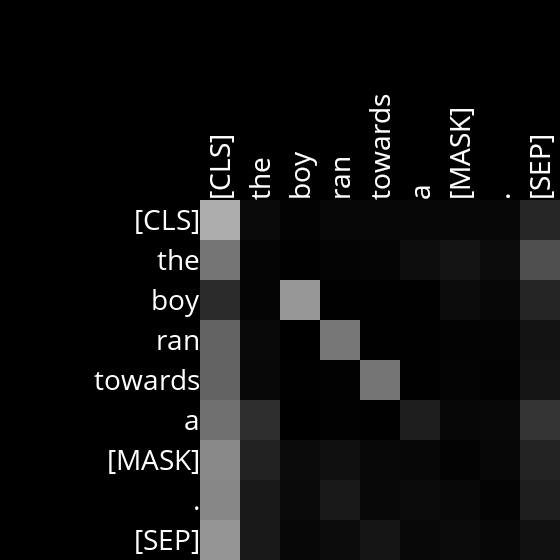 [CLS] the boy ran towards a [MASK] . [SEP]
[CLS]
the
boy
ran
towards
a
[MASK]
.
[SEP]